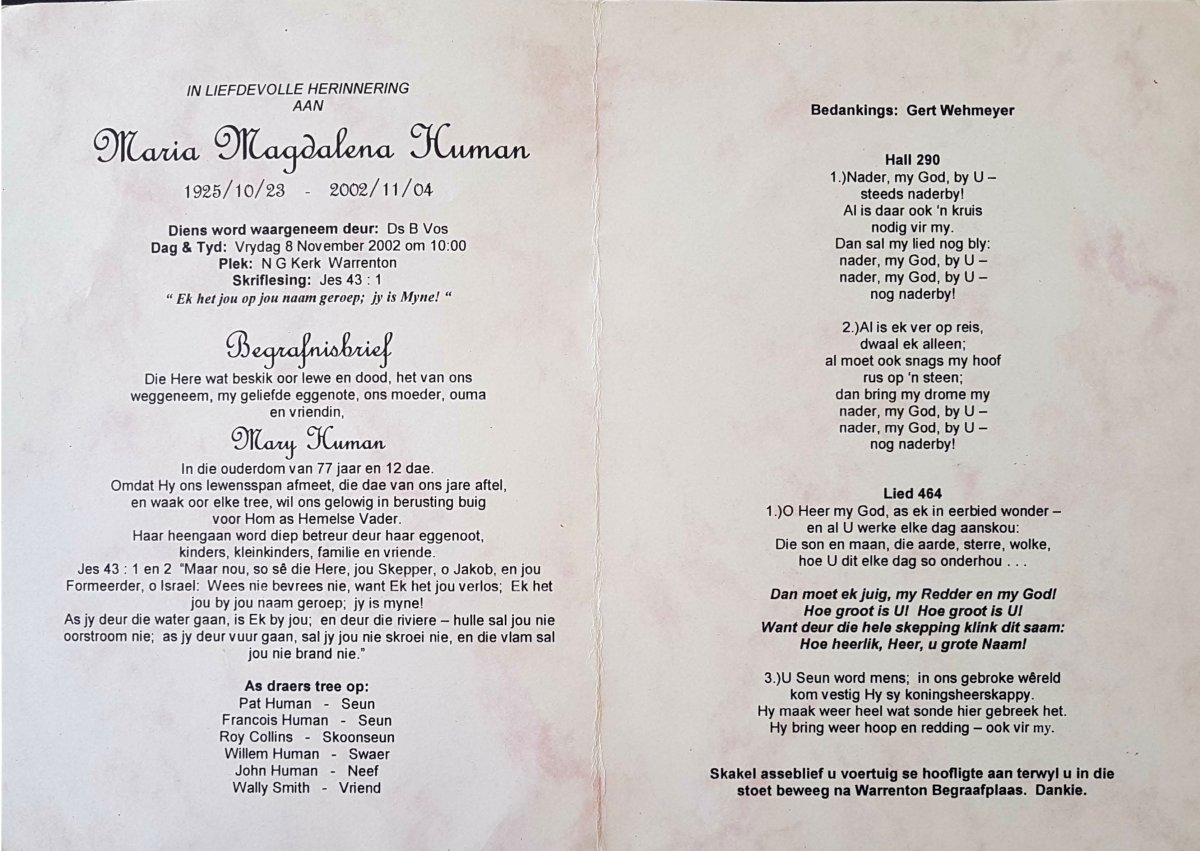 IN LIEFDEVOLLE HERINNERING
AAN
Maria Magdalena Human
1925/10/23 - 2002/11/04
Diens word waargeneem deur: Ds B Vos
Dag & Tyd: Vrydag 8 November 2002 om 10:00
Plek: N G Kerk Warrenton
Skriflesing: Jes 43 : 1
“ Ek het jou op jou naam geroep; jy is Myne! “
Begrafnisbrief
Die Here wat beskik oor lewe en dood, het van ons
weggeneem, my geliefde eggenote, ons moeder, ouma
en vriendin,
Mary Human
In die ouderdom van 77 jaar en 12 dae.
Omdat Hy ons lewensspan afmeet, die dae van ons jare aftel,
en waak oor elke tree, wil ons gelowig in berusting buig
voor Hom as Hemelse Vader.
Haar heengaan word diep betreur deur haar eggenoot,
kinders, kleinkinders, familie en vriende.
Jes 43 : 1 en 2 “Maar nou, so sê die Here, jou Skepper, o Jakob, en jou
Formeerder, o Israel: Wees nie bevrees nie, want Ek het jou verlos; Ek het
jou by jou naam geroep; jy is myne!
As jy deur die water gaan, is Ek by jou; en deur die riviere – hulle sal jou nie
oorstroom nie; as jy deur vuur gaan, sal jy jou nie skroei nie, en die vlam sal
jou nie brand nie.”
As draers tree op:
Pat Human - Seun
Francois Human - Seun
Roy Collins - Skoonseun
Willem Human - Swaer
John Human - Neef
Wally Smith - Vriend
Bedankings: Gert Wehmeyer
Hall 290
1.)Nader, my God, by U –
steeds naderby!
Al is daar ook ‘n kruis
nodig vir my.
Dan sal my lied nog bly:
nader, my God, by U –
nader, my God, by U –
nog naderby!
2.)Al is ek ver op reis,
dwaal ek alleen;
al moet ook snags my hoof
rus op ‘n steen;
dan bring my drome my
nader, my God, by U –
nader, my God, by U –
nog naderby!
Lied 464
1.)O Heer my God, as ek in eerbied wonder –
en al U werke elke dag aanskou:
Die son en maan, die aarde, sterre, wolke,
hoe U dit elke dag so onderhou . . .
Dan moet ek juig, my Redder en my God!
Hoe groot is U! Hoe groot is U!
Want deur die hele skepping klink dit saam:
Hoe heerlik, Heer, u grote Naam!
3.)U Seun word mens; in ons gebroke wêreld
kom vestig Hy sy koningsheerskappy.
Hy maak weer heel wat sonde hier gebreek het.
Hy bring weer hoop en redding – ook vir my.
Skakel asseblief u voertuig se hoofligte aan terwyl u in die
stoet beweeg na Warrenton Begraafplaas. Dankie.